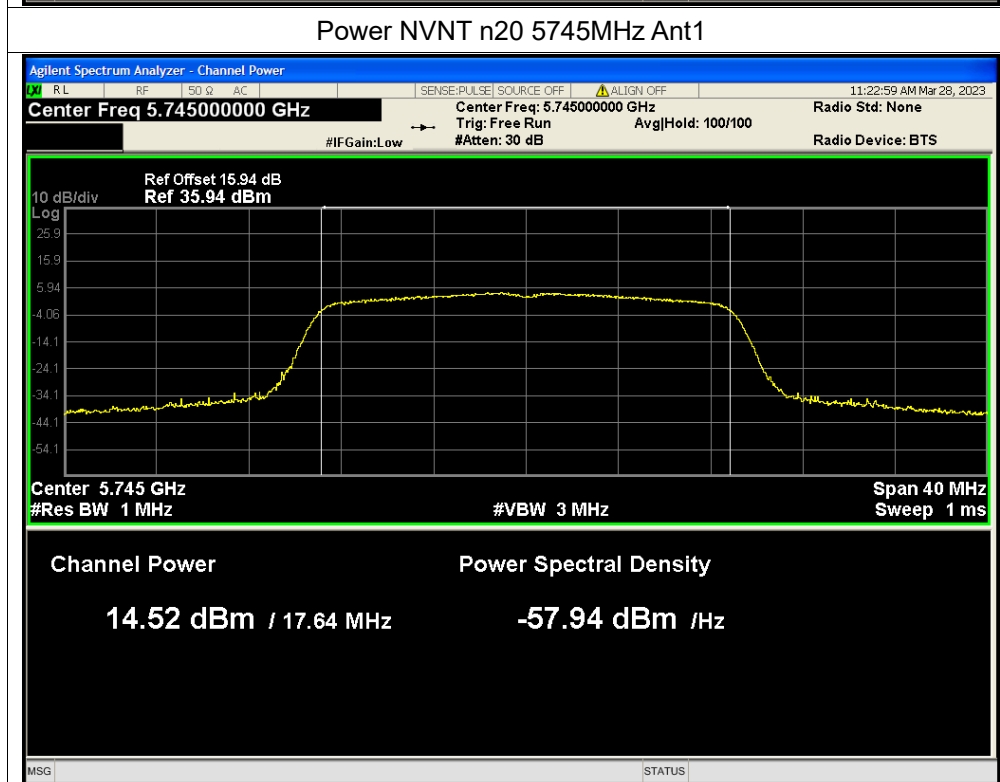 Power NVNT n20 5745MHz Ant1
Agilent Spectrum Analyzer - Channel Power
LXI RL RF 50 Ω AC SENSE:PULSE SOURCE OFF ALIGN OFF 11:22:59 AM Mar 28, 2023
Center Freq 5.745000000 GHz Center Freq: 5.745000000 GHz Radio Std: None
Trig: Free Run Avg|Hold: 100/100
#IFGain:Low #Atten: 30 dB Radio Device: BTS
Ref Offset 15.94 dB
10 dB/div Ref 35.94 dBm
Log
25.9
15.9
5.94
-4.06
-14.1
-24.1
-34.1
-44.1
-54.1
Center 5.745 GHz Span 40 MHz
#Res BW 1 MHz #VBW 3 MHz Sweep 1 ms
Channel Power Power Spectral Density
14.52 dBm / 17.64 MHz -57.94 dBm /Hz
MSG STATUS